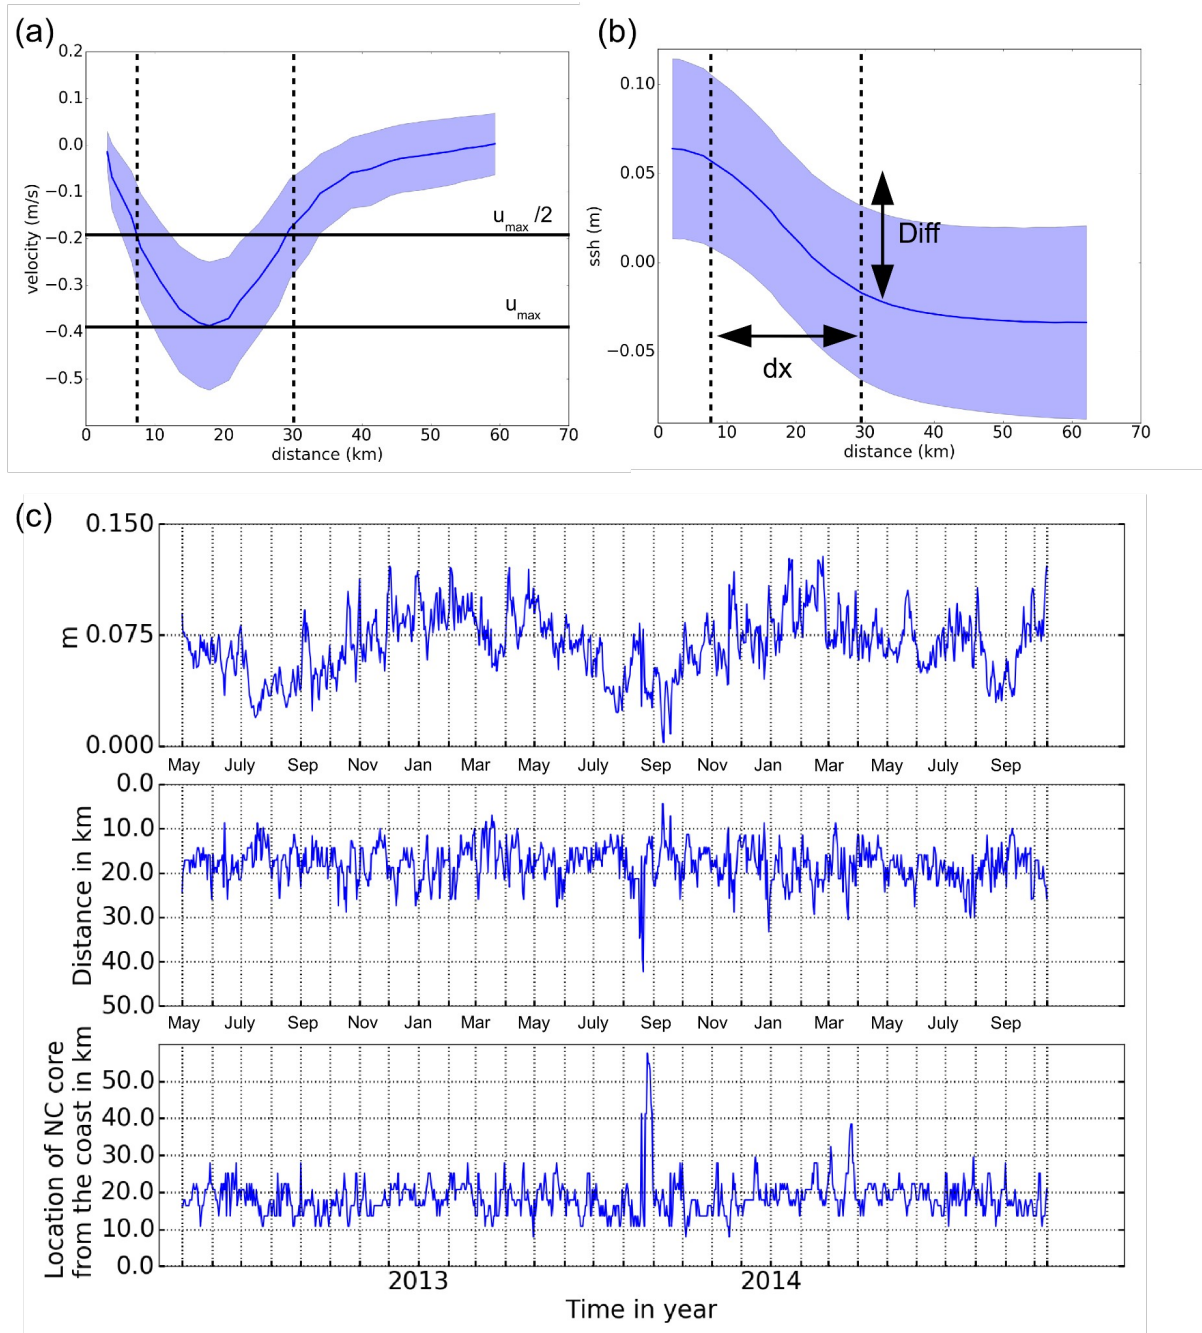 (a)
(b)
0.2
0.1
0.0
−0.1
−0.2
−0.3
−0.4
−0.5
velocity (m/s)
umax /2
umax
0 10 20 30 40 50 60 70
distance (km)
0.10
0.05
0.00
−0.05
ssh (m)
Diff
dx
0 10 20 30 40 50 60 70
distance (km)
(c)
0.150
0.075
0.000
m
May July Sep Nov Jan Mar May July Sep Nov Jan Mar May July Sep
0.0
10.0
20.0
30.0
40.0
50.0
Distance in km
May July Sep Nov Jan Mar May July Sep Nov Jan Mar May July Sep
50.0
40.0
30.0
20.0
10.0
0.0
Location of NC core
from the coast in km
2013 2014
Time in year